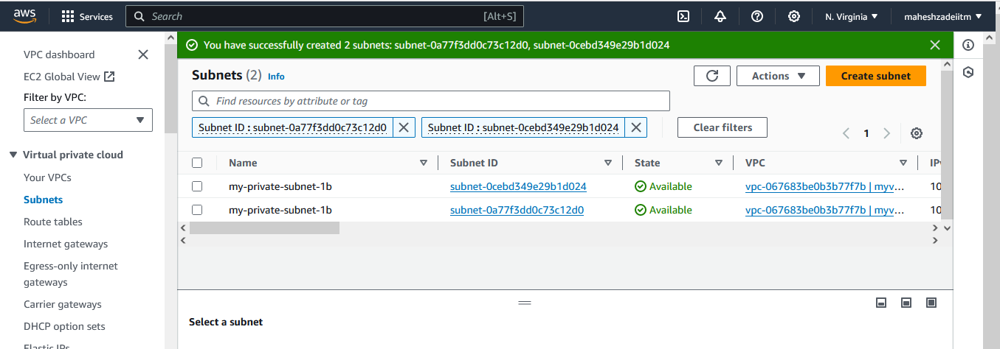 aws Services Search [Alt+S] N. Virginia maheshzadeiitm
VPC dashboard
EC2 Global View
Filter by VPC:
Select a VPC
Virtual private cloud
Your VPCs
Subnets
Route tables
Internet gateways
Egress-only internet
gateways
Carrier gateways
DHCP option sets
Elastic IPs
You have successfully created 2 subnets: subnet-0a77f3dd0c73c12d0, subnet-0cebd349e29b1d024
Subnets (2) Info Actions Create subnet
Find resources by attribute or tag
Subnet ID : subnet-0a77f3dd0c73c12d0 Subnet ID : subnet-0cebd349e29b1d024 Clear filters
1
Name Subnet ID State VPC IPv
my-private-subnet-1b subnet-0cebd349e29b1d024 Available vpc-067683be0b3b77f7b | myv... 10
my-private-subnet-1b subnet-0a77f3dd0c73c12d0 Available vpc-067683be0b3b77f7b | myv... 10
Select a subnet